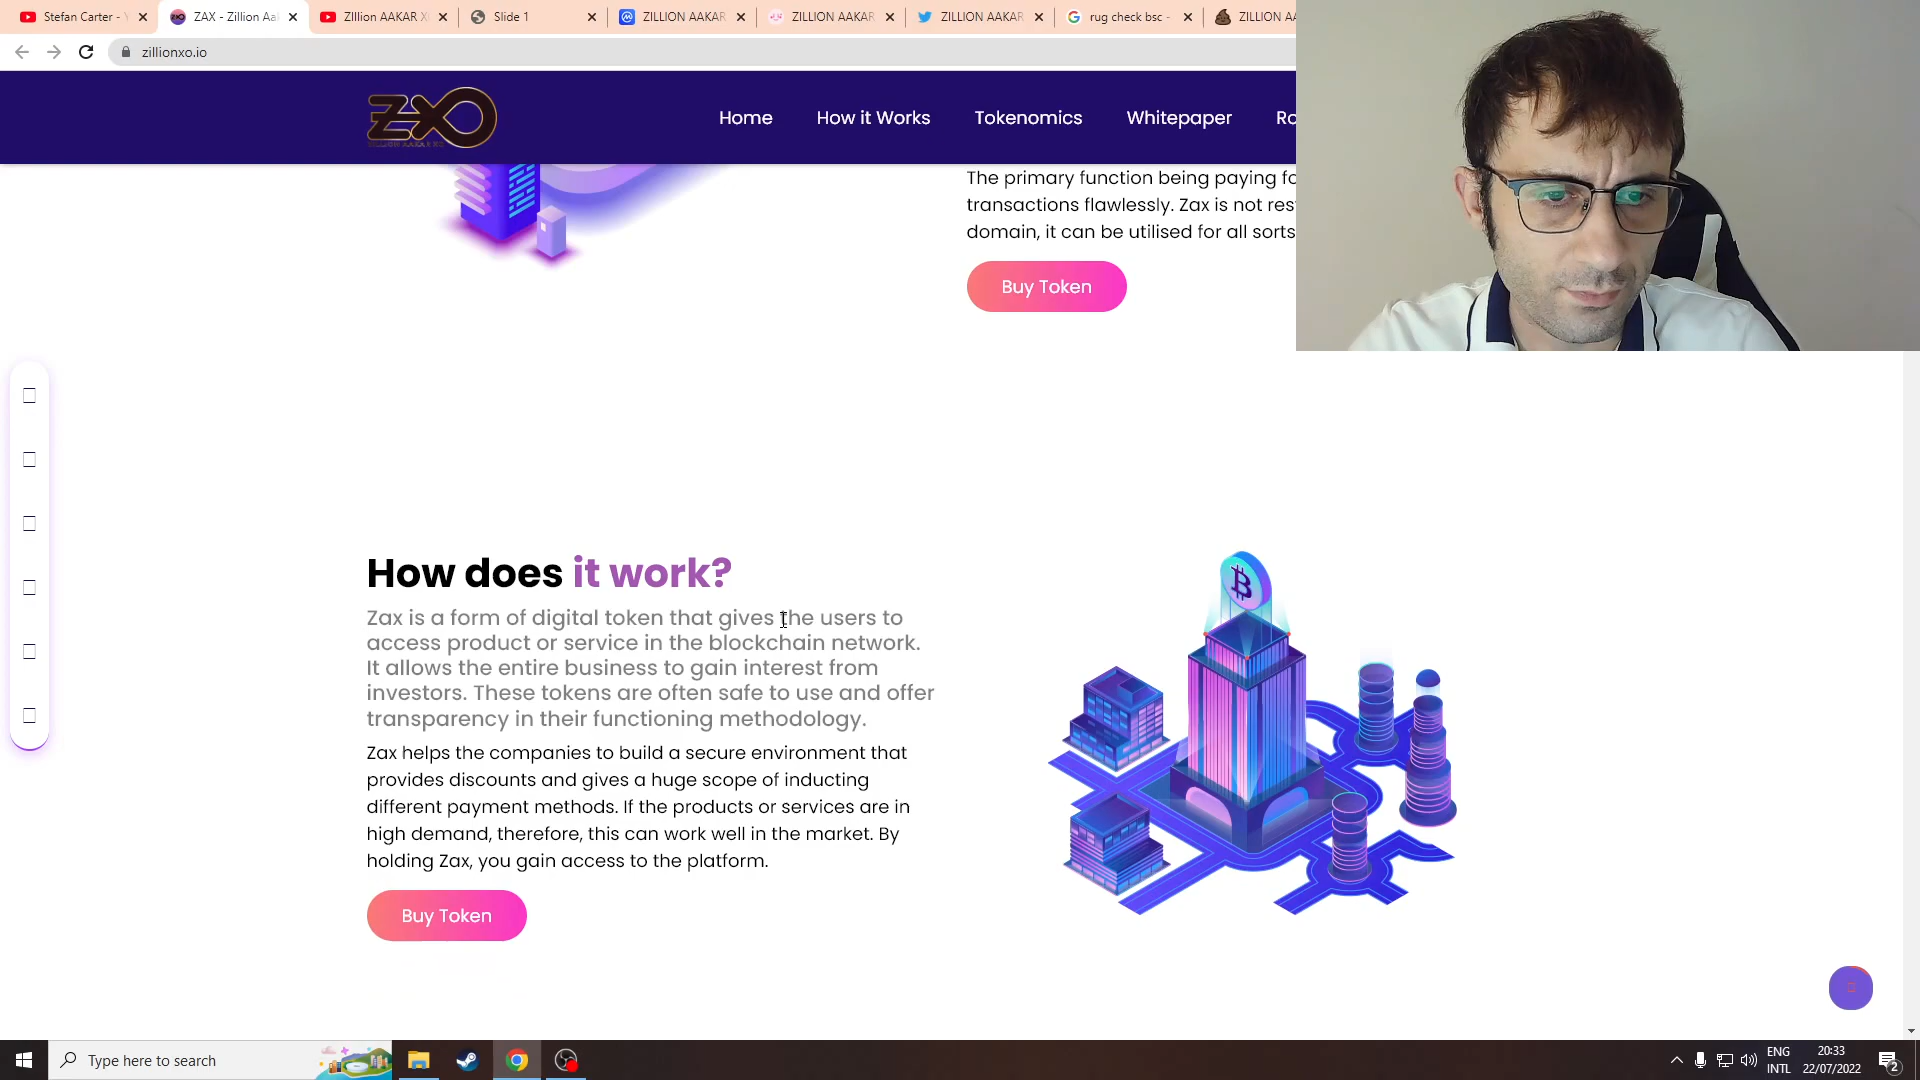 Stefan Carter - Y
ZAX - Zillion Aa
ZIllion AAKAR X
Slide 1
ZILLION AAKAR
ZILLION AAKAR
ZILLION AAKAR
rug check bsc -
ZILLION AA
zillionxo.io
ZXO
Home
How it Works
Tokenomics
Whitepaper
Ro
The primary function being paying fo
transactions flawlessly. Zax is not res
domain, it can be utilised for all sorts
Buy Token
How does it work?
Zax is a form of digital token that gives the users to
access product or service in the blockchain network.
It allows the entire business to gain interest from
investors. These tokens are often safe to use and offer
transparency in their functioning methodology.
Zax helps the companies to build a secure environment that
provides discounts and gives a huge scope of inducting
different payment methods. If the products or services are in
high demand, therefore, this can work well in the market. By
holding Zax, you gain access to the platform.
Buy Token
Type here to search
ENG
INTL
20:33
22/07/2022
2